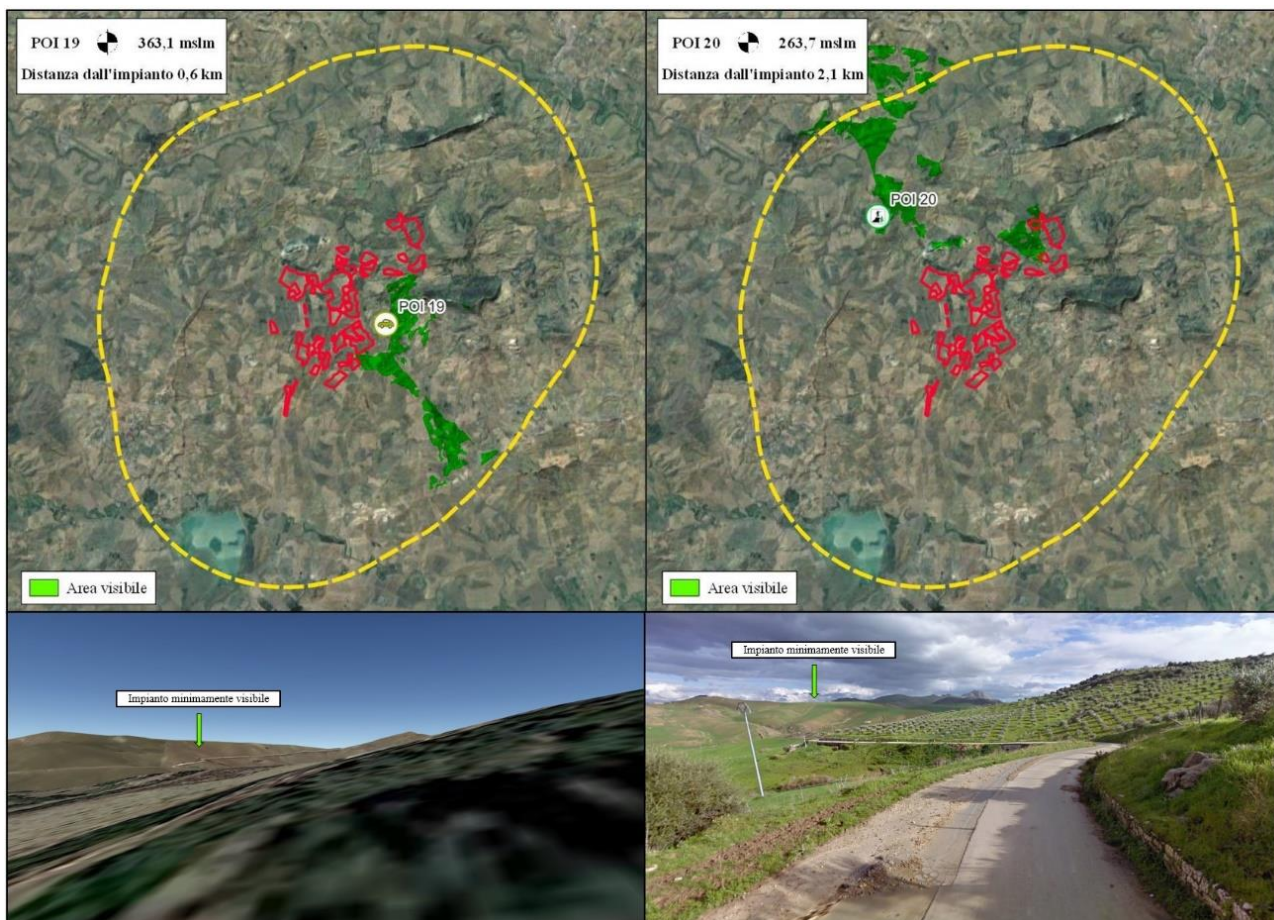 POI 19 363,1 mslm
Distanza dall'impianto 0,6 km
POI 19
Area visibile
POI 20 263,7 mslm
Distanza dall'impianto 2,1 km
POI 20
Area visibile
Impianto minimamente visibile
Impianto minimamente visibile